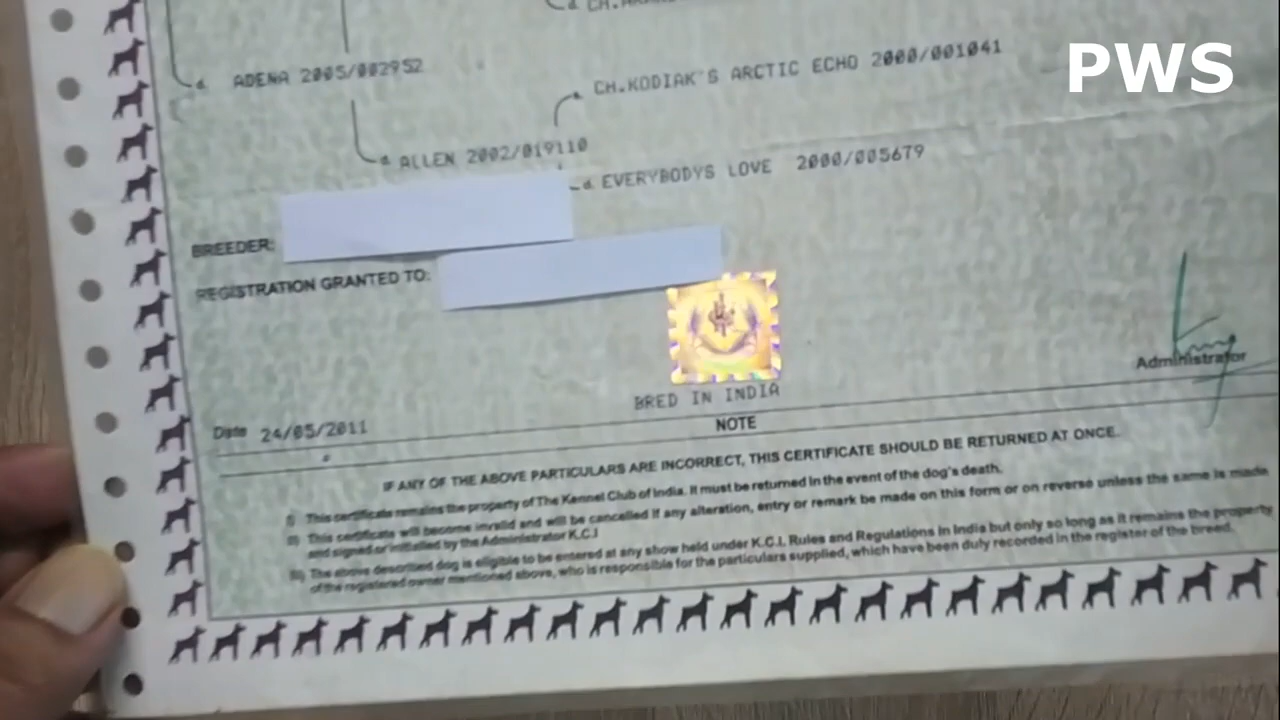 PWS
d. ADENA 2005/002952
CH.KODIAK'S ARCTIC ECHO 2000/001041
d ALLEN 2002/019110
d. EVERYBODYS LOVE 2000/005679
BREEDER:
REGISTRATION GRANTED TO:
Administrator
BRED IN INDIA
Date 24/05/2011
NOTE
IF ANY OF THE ABOVE PARTICULARS ARE INCORRECT, THIS CERTIFICATE SHOULD BE RETURNED AT ONCE.
i) This certificate remains the property of The Kennel Club of India. It must be returned in the event of the dog's death.
ii) This certificate will become invalid and will be cancelled if any alteration, entry or remark be made on this form or on reverse unless the same is made
and signed or initialled by the Administrator K.C.I
iii) The above described dog is eligible to be entered at any show held under K.C.I. Rules and Regulations in India but only so long as it remains the property
of the registered owner mentioned above, who is responsible for the particulars supplied, which have been duly recorded in the register of the breed.